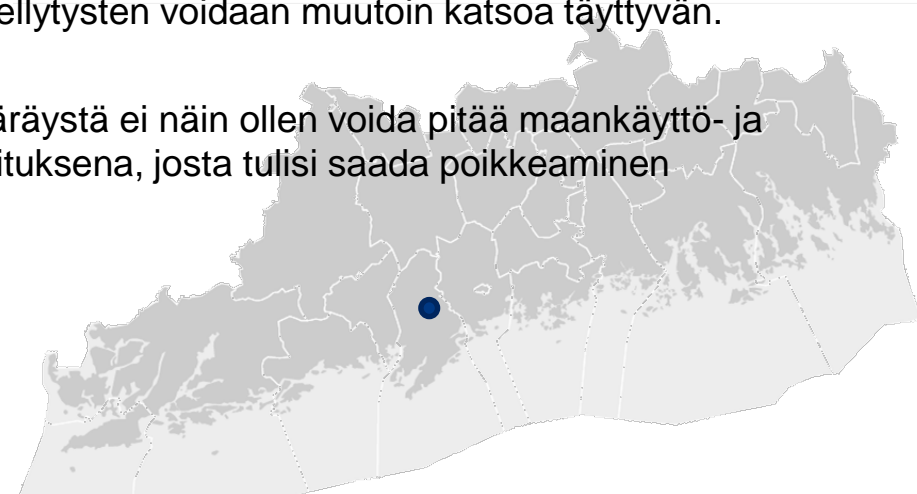 ellytysten voidaan muutoin katsoa täyttyvän.
äräystä ei näin ollen voida pitää maankäyttö- ja
ituksena, josta tulisi saada poikkeaminen